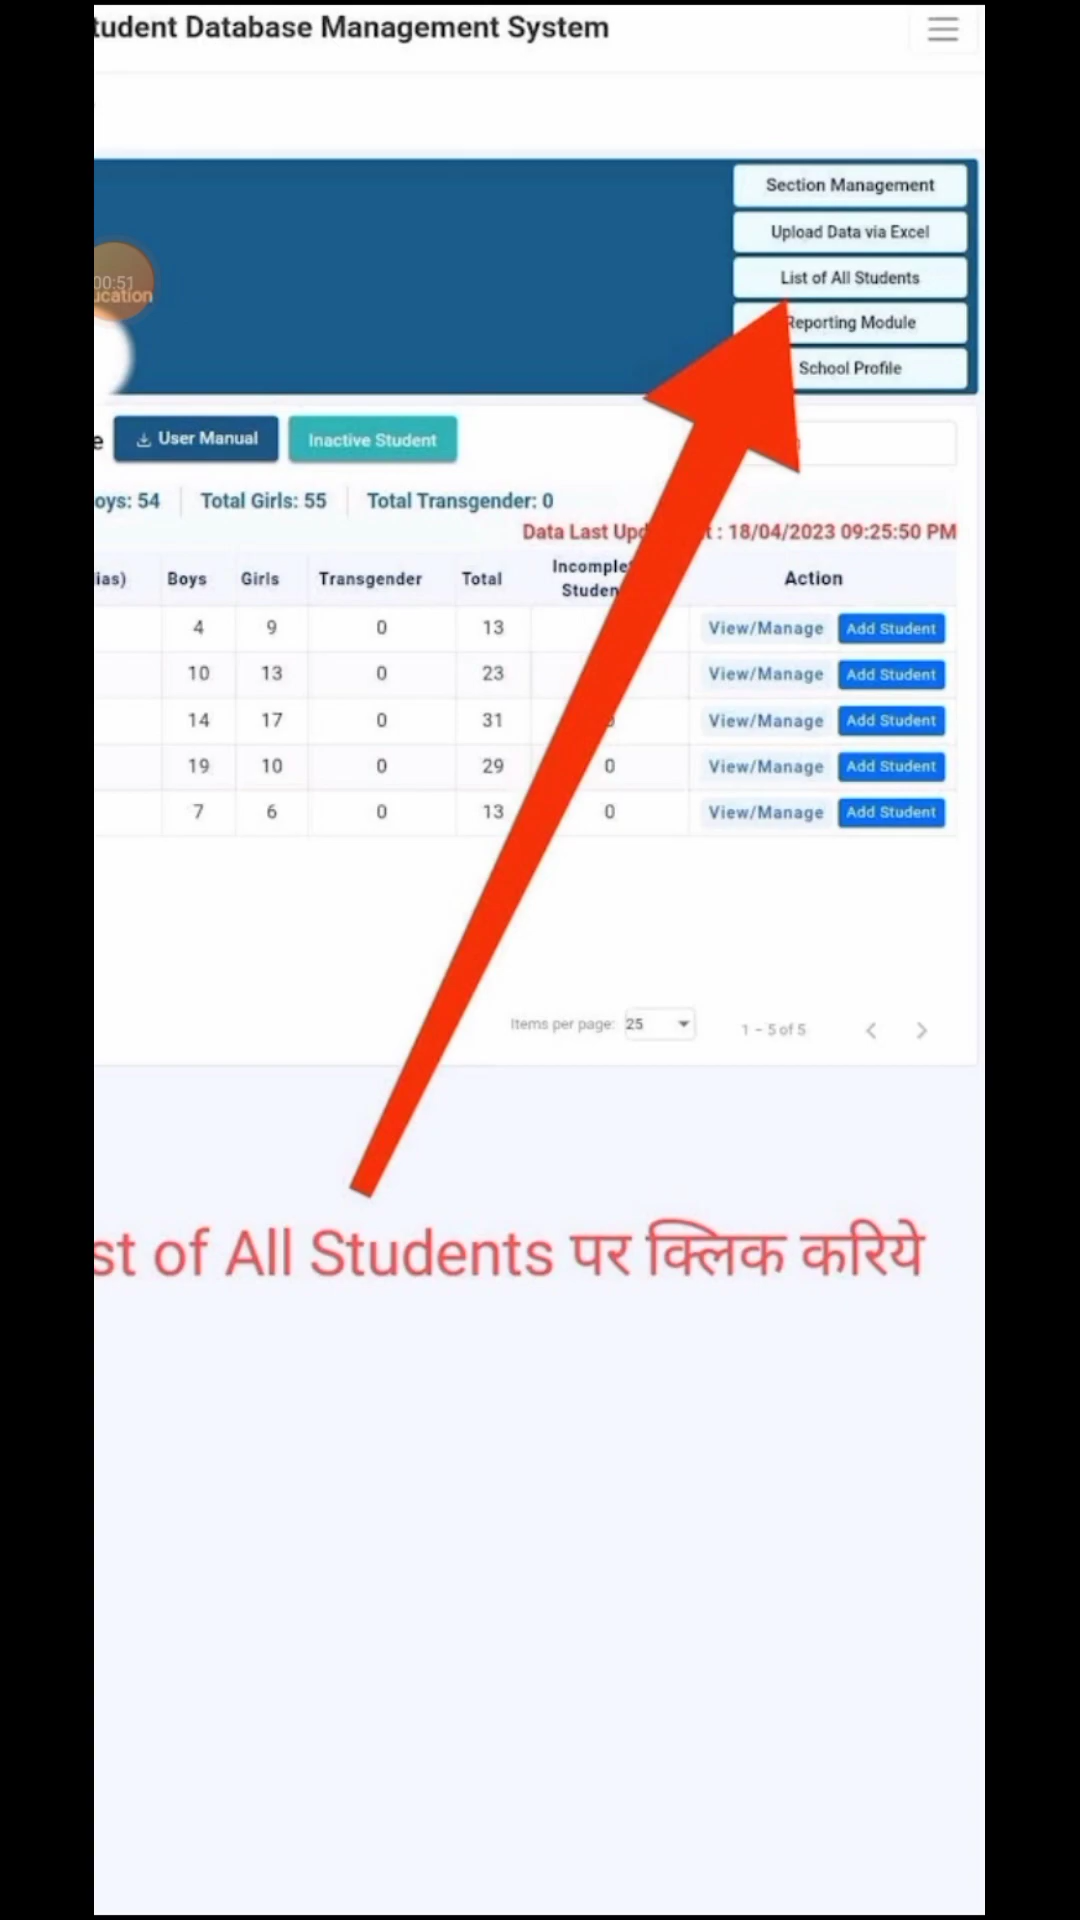 tudent Database Management System
Section Management
Upload Data via Excel
List of All Students
Reporting Module
School Profile
00:51
ucation
e User Manual Inactive Student
oys: 54 Total Girls: 55 Total Transgender: 0
Data Last Upd t : 18/04/2023 09:25:50 PM
ias) Boys Girls Transgender Total Incomple Studen Action
4 9 0 13 View/Manage Add Student
10 13 0 23 View/Manage Add Student
14 17 0 31 View/Manage Add Student
19 10 0 29 0 View/Manage Add Student
7 6 0 13 0 View/Manage Add Student
Items per page: 25 1 – 5 of 5
st of All Students पर क्लिक करिये